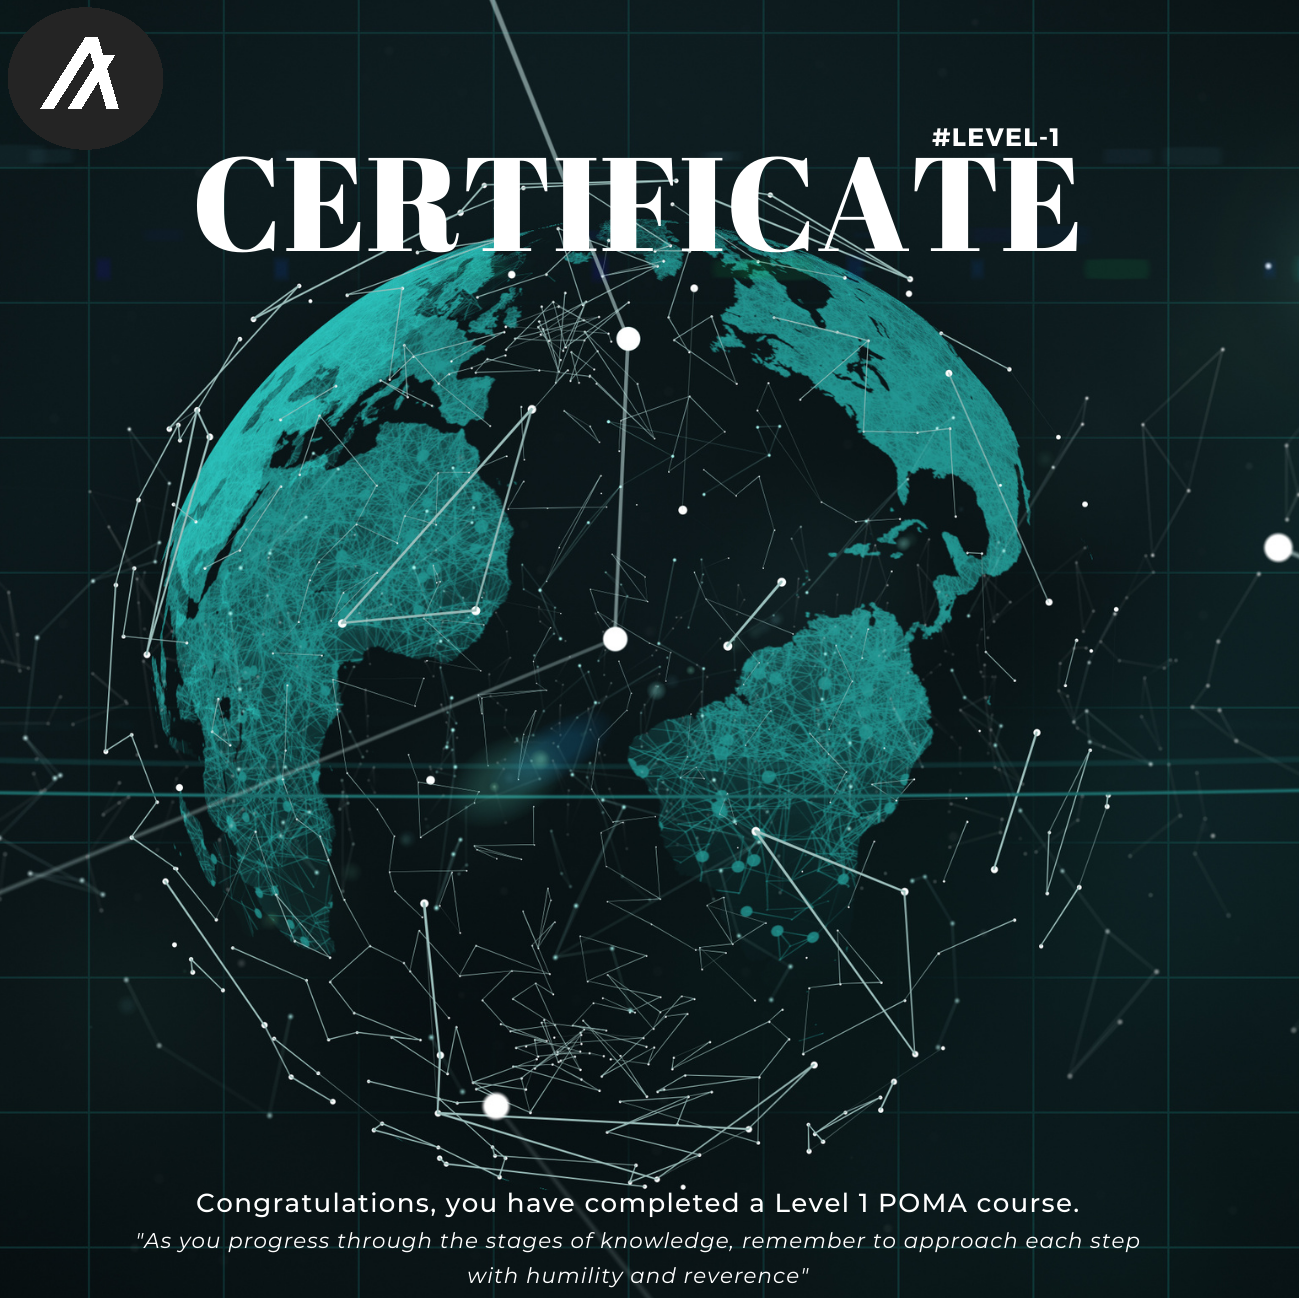 #LEVEL-1
CERTIFICATE
Congratulations, you have completed a Level 1 POMA course.
"As you progress through the stages of knowledge, remember to approach each step
with humility and reverence"